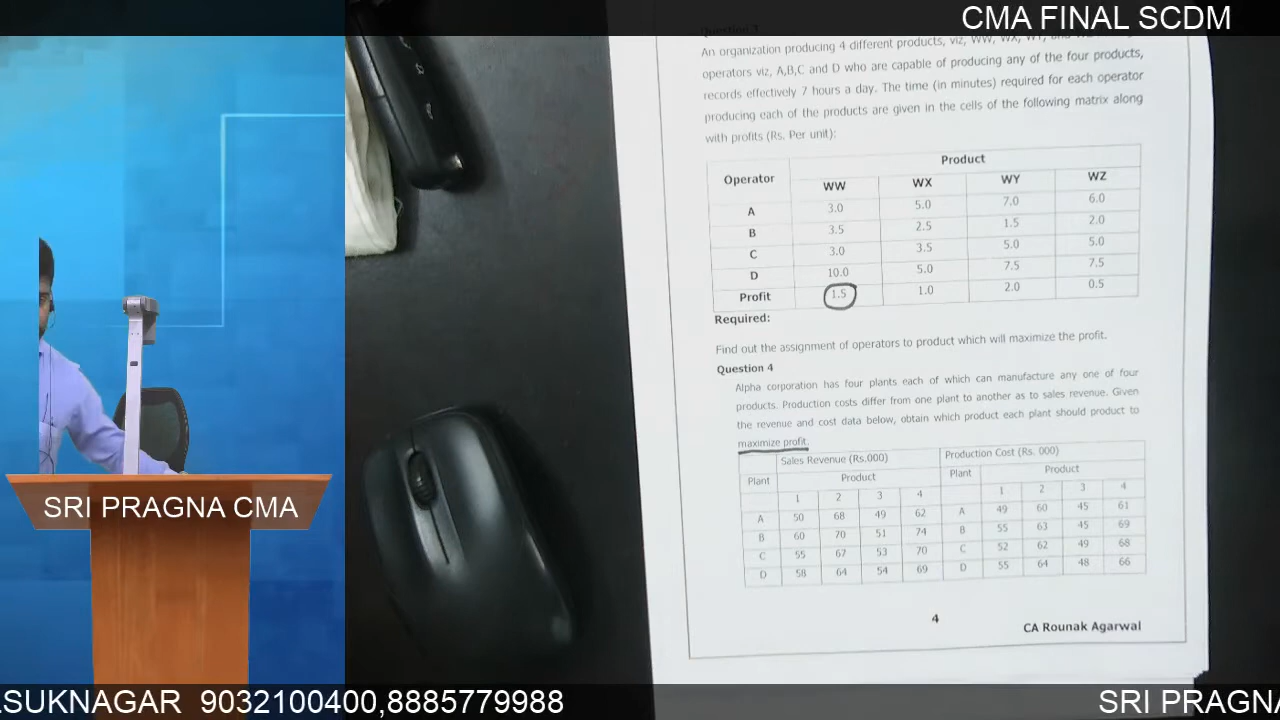 CMA FINAL SCDM
Question 3
An organization producing 4 different products, viz, WW, WX, WY, and
operators viz, A,B,C and D who are capable of producing any of the four products,
records effectively 7 hours a day. The time (in minutes) required for each operator
producing each of the products are given in the cells of the following matrix along
with profits (Rs. Per unit):
Operator Product
WW WX WY WZ
A 3.0 5.0 7.0 6.0
B 3.5 2.5 1.5 2.0
C 3.0 3.5 5.0 5.0
D 10.0 5.0 7.5 7.5
Profit 1.5 1.0 2.0 0.5
Required:
Find out the assignment of operators to product which will maximize the profit.
Question 4
Alpha corporation has four plants each of which can manufacture any one of four
products. Production costs differ from one plant to another as to sales revenue. Given
the revenue and cost data below, obtain which product each plant should product to
maximize profit.
Sales Revenue (Rs.000) Production Cost (Rs. 000)
Plant Product Plant Product
1 2 3 4 1 2 3 4
A 50 68 49 62 A 49 60 45 61
B 60 70 51 74 B 55 63 45 69
C 55 67 53 70 C 52 62 49 68
D 58 64 54 69 D 55 64 48 66
4
CA Rounak Agarwal
SRI PRAGNA CMA
.SUKNAGAR 9032100400,8885779988 SRI PRAGNA